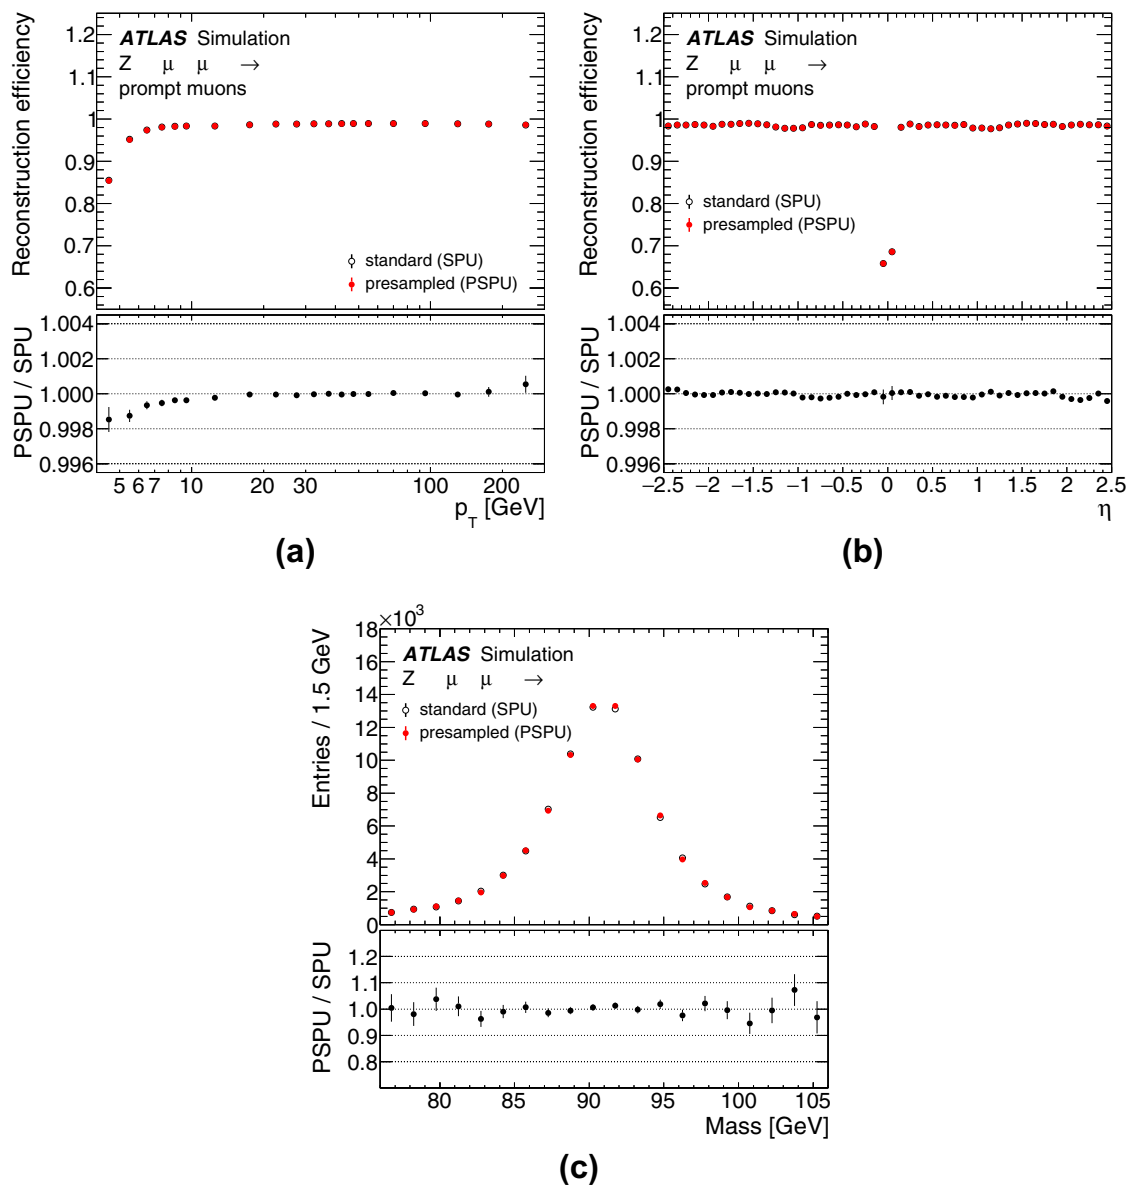 Reconstruction efficiency
1.2
1.1
1
0.9
0.8
0.7
0.6
ATLAS Simulation
Z μ μ →
prompt muons
standard (SPU)
presampled (PSPU)
PSPU / SPU
1.004
1.002
1.000
0.998
0.996
5 6 7 10 20 30 100 200
p_T [GeV]
(a)
Reconstruction efficiency
1.2
1.1
1
0.9
0.8
0.7
0.6
ATLAS Simulation
Z μ μ →
prompt muons
standard (SPU)
presampled (PSPU)
PSPU / SPU
1.004
1.002
1.000
0.998
0.996
−2.5 −2 −1.5 −1 −0.5 0 0.5 1 1.5 2 2.5
η
(b)
×10³
Entries / 1.5 GeV
18
16
14
12
10
8
6
4
2
0
ATLAS Simulation
Z μ μ →
standard (SPU)
presampled (PSPU)
PSPU / SPU
1.2
1.1
1.0
0.9
0.8
80 85 90 95 100 105
Mass [GeV]
(c)